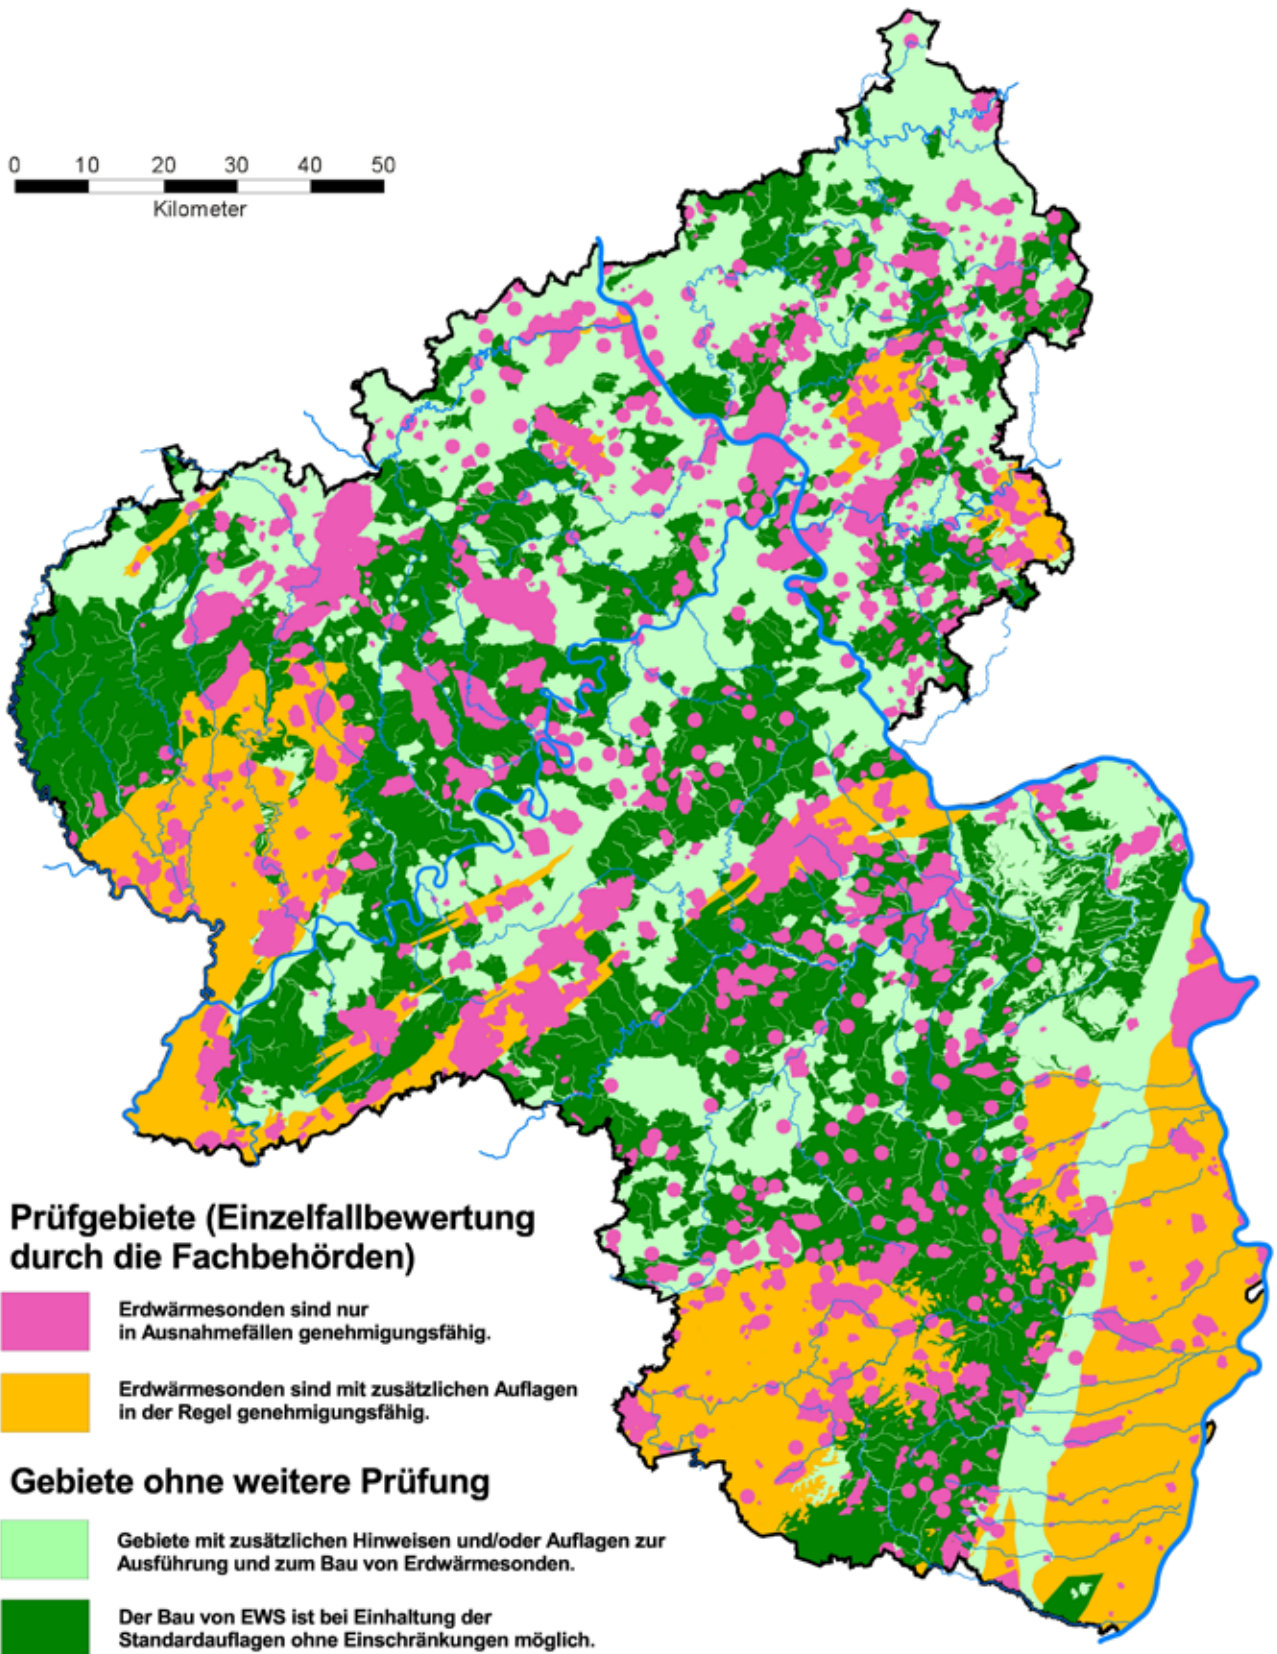 0 10 20 30 40 50
Kilometer
Prüfgebiete (Einzelfallbewertung
durch die Fachbehörden)
Erdwärmesonden sind nur
in Ausnahmefällen genehmigungsfähig.
Erdwärmesonden sind mit zusätzlichen Auflagen
in der Regel genehmigungsfähig.
Gebiete ohne weitere Prüfung
Gebiete mit zusätzlichen Hinweisen und/oder Auflagen zur
Ausführung und zum Bau von Erdwärmesonden.
Der Bau von EWS ist bei Einhaltung der
Standardauflagen ohne Einschränkungen möglich.